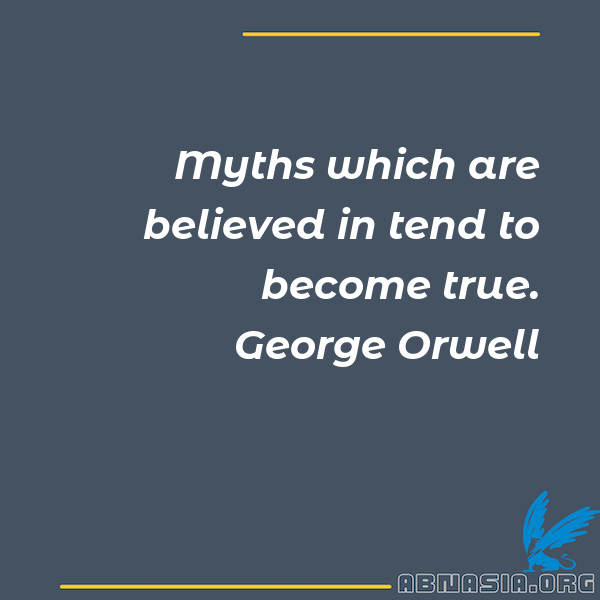 Myths which are
believed in tend to
become true.
George Orwell
ABNASIA.ORG